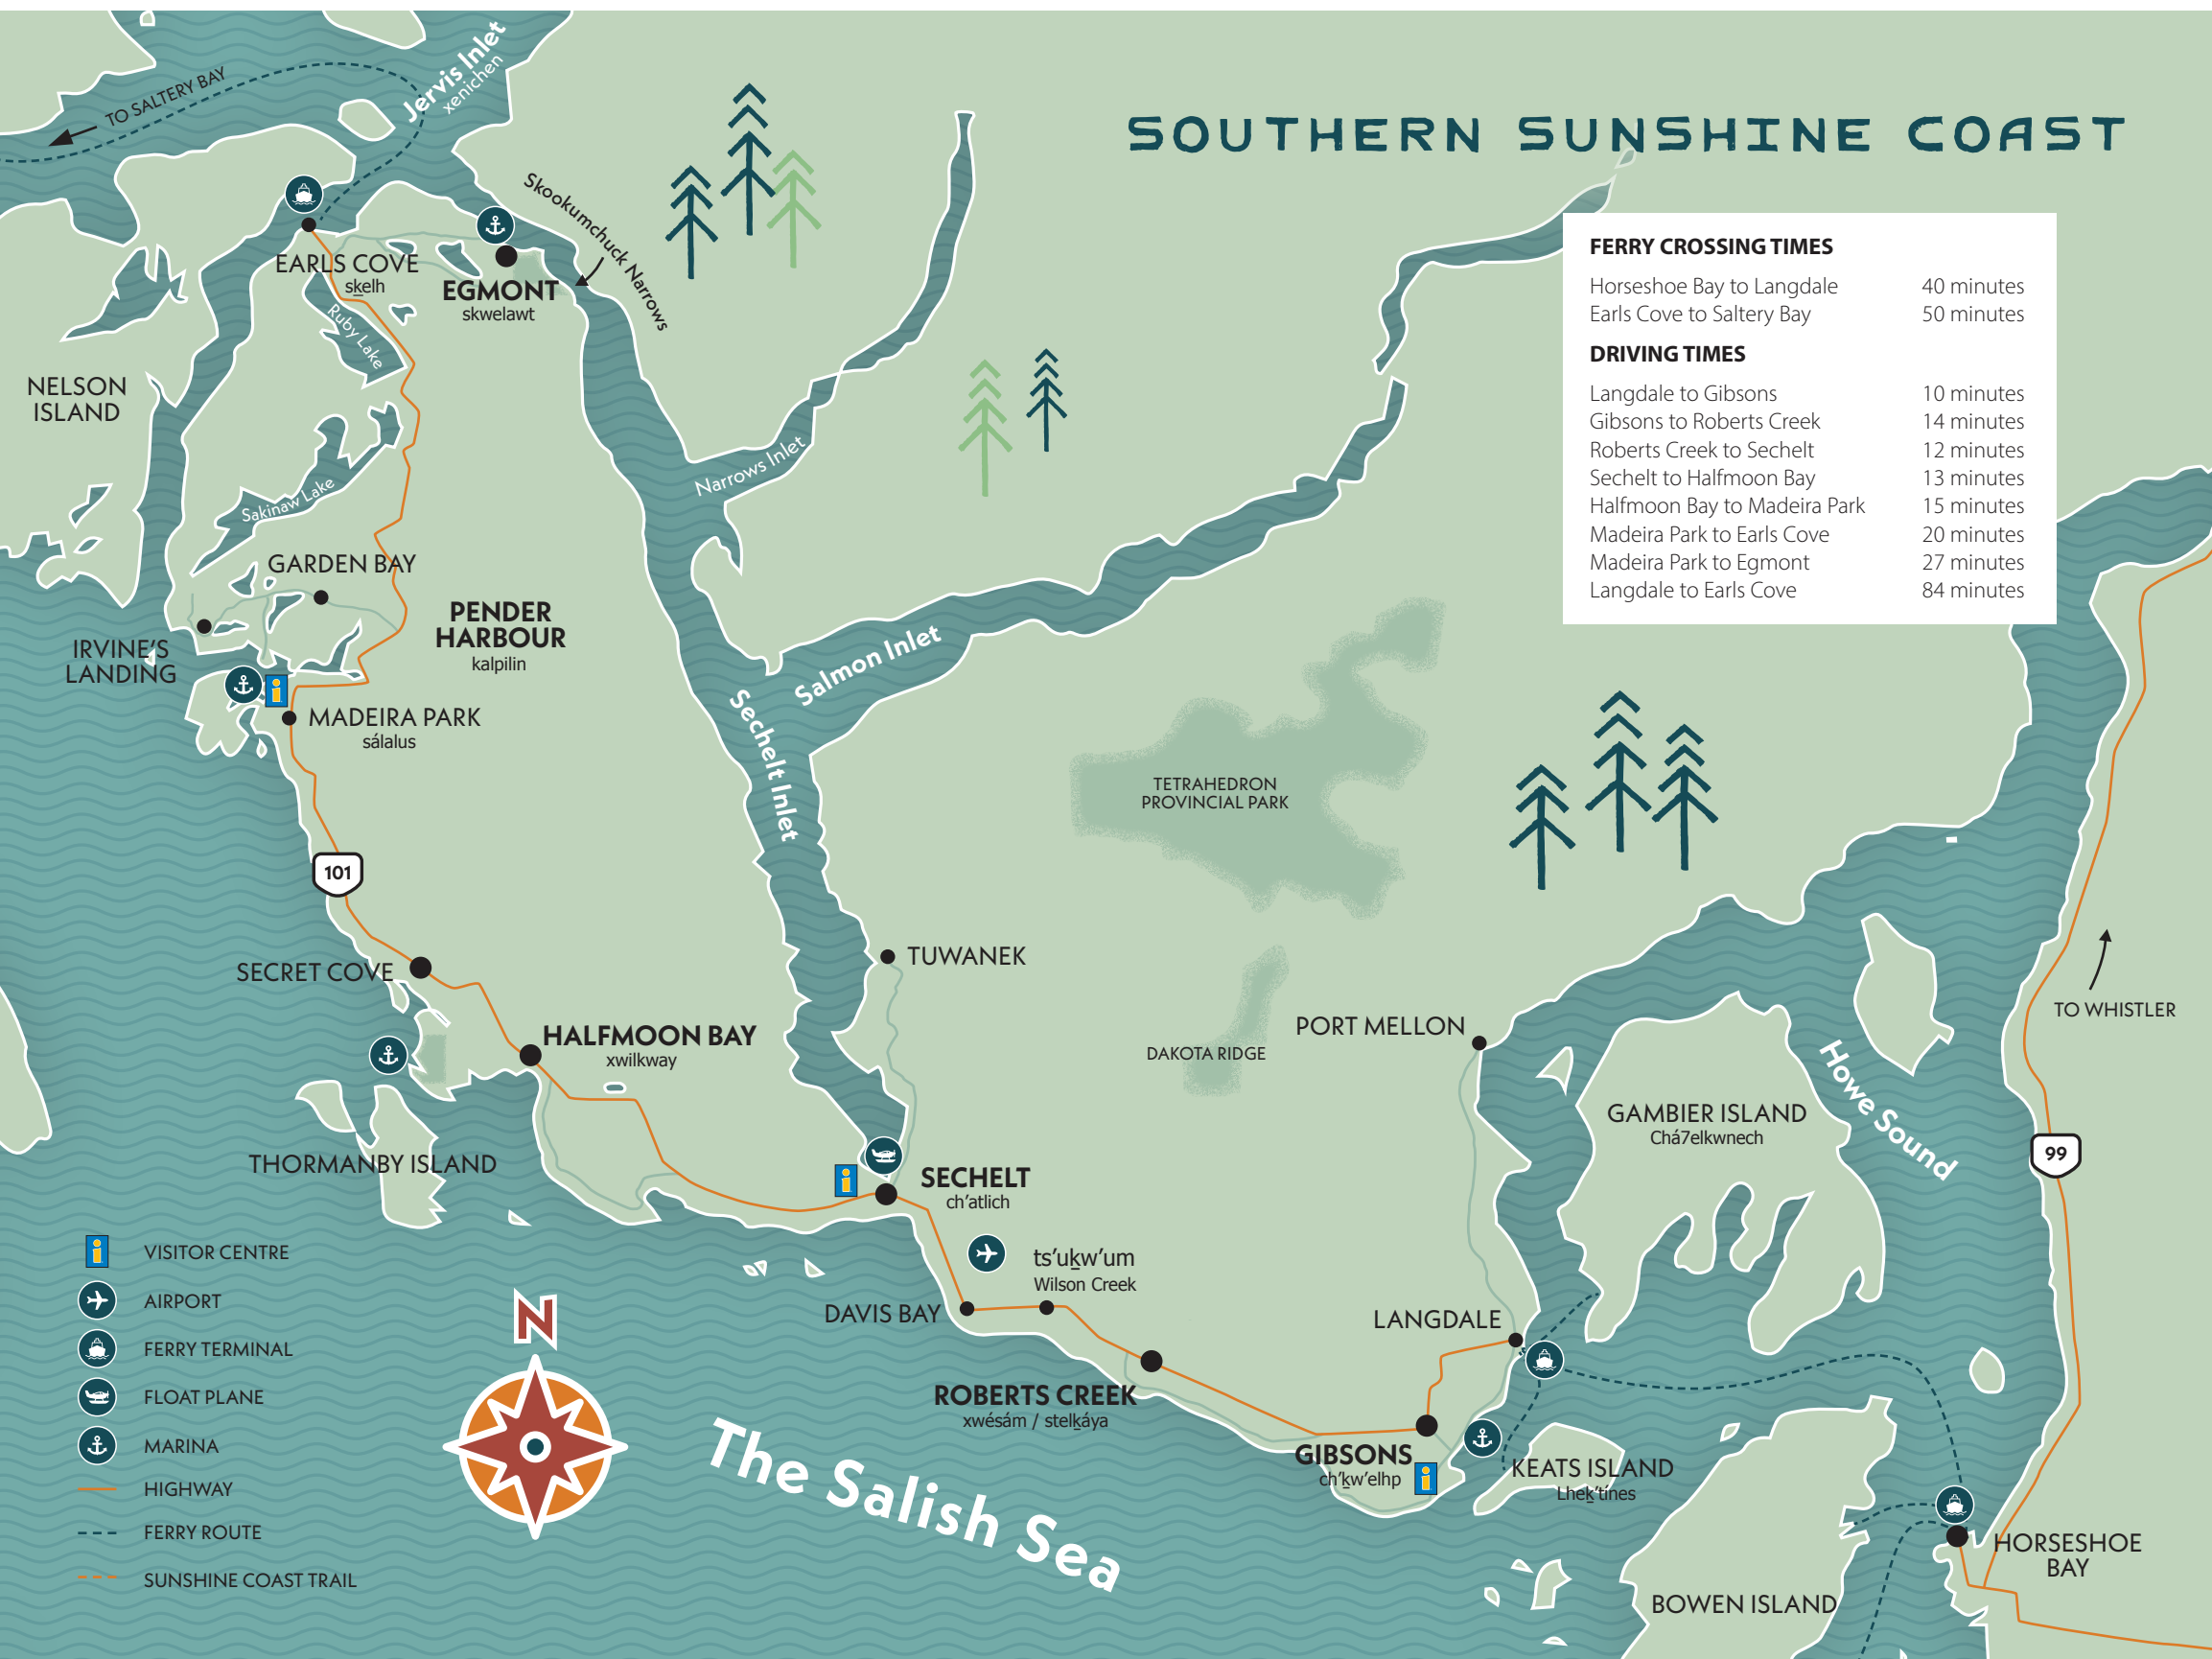 SOUTHERN SUNSHINE COAST
Jervis Inlet
xenichen
TO SALTERY BAY
Skookumchuck Narrows
EARLS COVE
skelh
EGMONT
skwelawt
Ruby Lake
NELSON
ISLAND
Narrows Inlet
Sakinaw Lake
GARDEN BAY
PENDER
HARBOUR
kalpilin
IRVINE'S
LANDING
MADEIRA PARK
sálalus
Salmon Inlet
Sechelt Inlet
TETRAHEDRON
PROVINCIAL PARK
101
TUWANEK
SECRET COVE
HALFMOON BAY
xwilkway
DAKOTA RIDGE
PORT MELLON
TO WHISTLER
Howe Sound
GAMBIER ISLAND
Chá7elkwnech
99
THORMANBY ISLAND
SECHELT
ch'atlich
ts'uḵw'um
Wilson Creek
DAVIS BAY
LANGDALE
ROBERTS CREEK
xwésám / stelḵáya
GIBSONS
ch'ḵw'elhp
KEATS ISLAND
Lheḵ'tínes
The Salish Sea
HORSESHOE
BAY
BOWEN ISLAND
FERRY CROSSING TIMES
Horseshoe Bay to Langdale 40 minutes
Earls Cove to Saltery Bay 50 minutes
DRIVING TIMES
Langdale to Gibsons 10 minutes
Gibsons to Roberts Creek 14 minutes
Roberts Creek to Sechelt 12 minutes
Sechelt to Halfmoon Bay 13 minutes
Halfmoon Bay to Madeira Park 15 minutes
Madeira Park to Earls Cove 20 minutes
Madeira Park to Egmont 27 minutes
Langdale to Earls Cove 84 minutes
i VISITOR CENTRE
AIRPORT
FERRY TERMINAL
FLOAT PLANE
MARINA
HIGHWAY
FERRY ROUTE
SUNSHINE COAST TRAIL
N